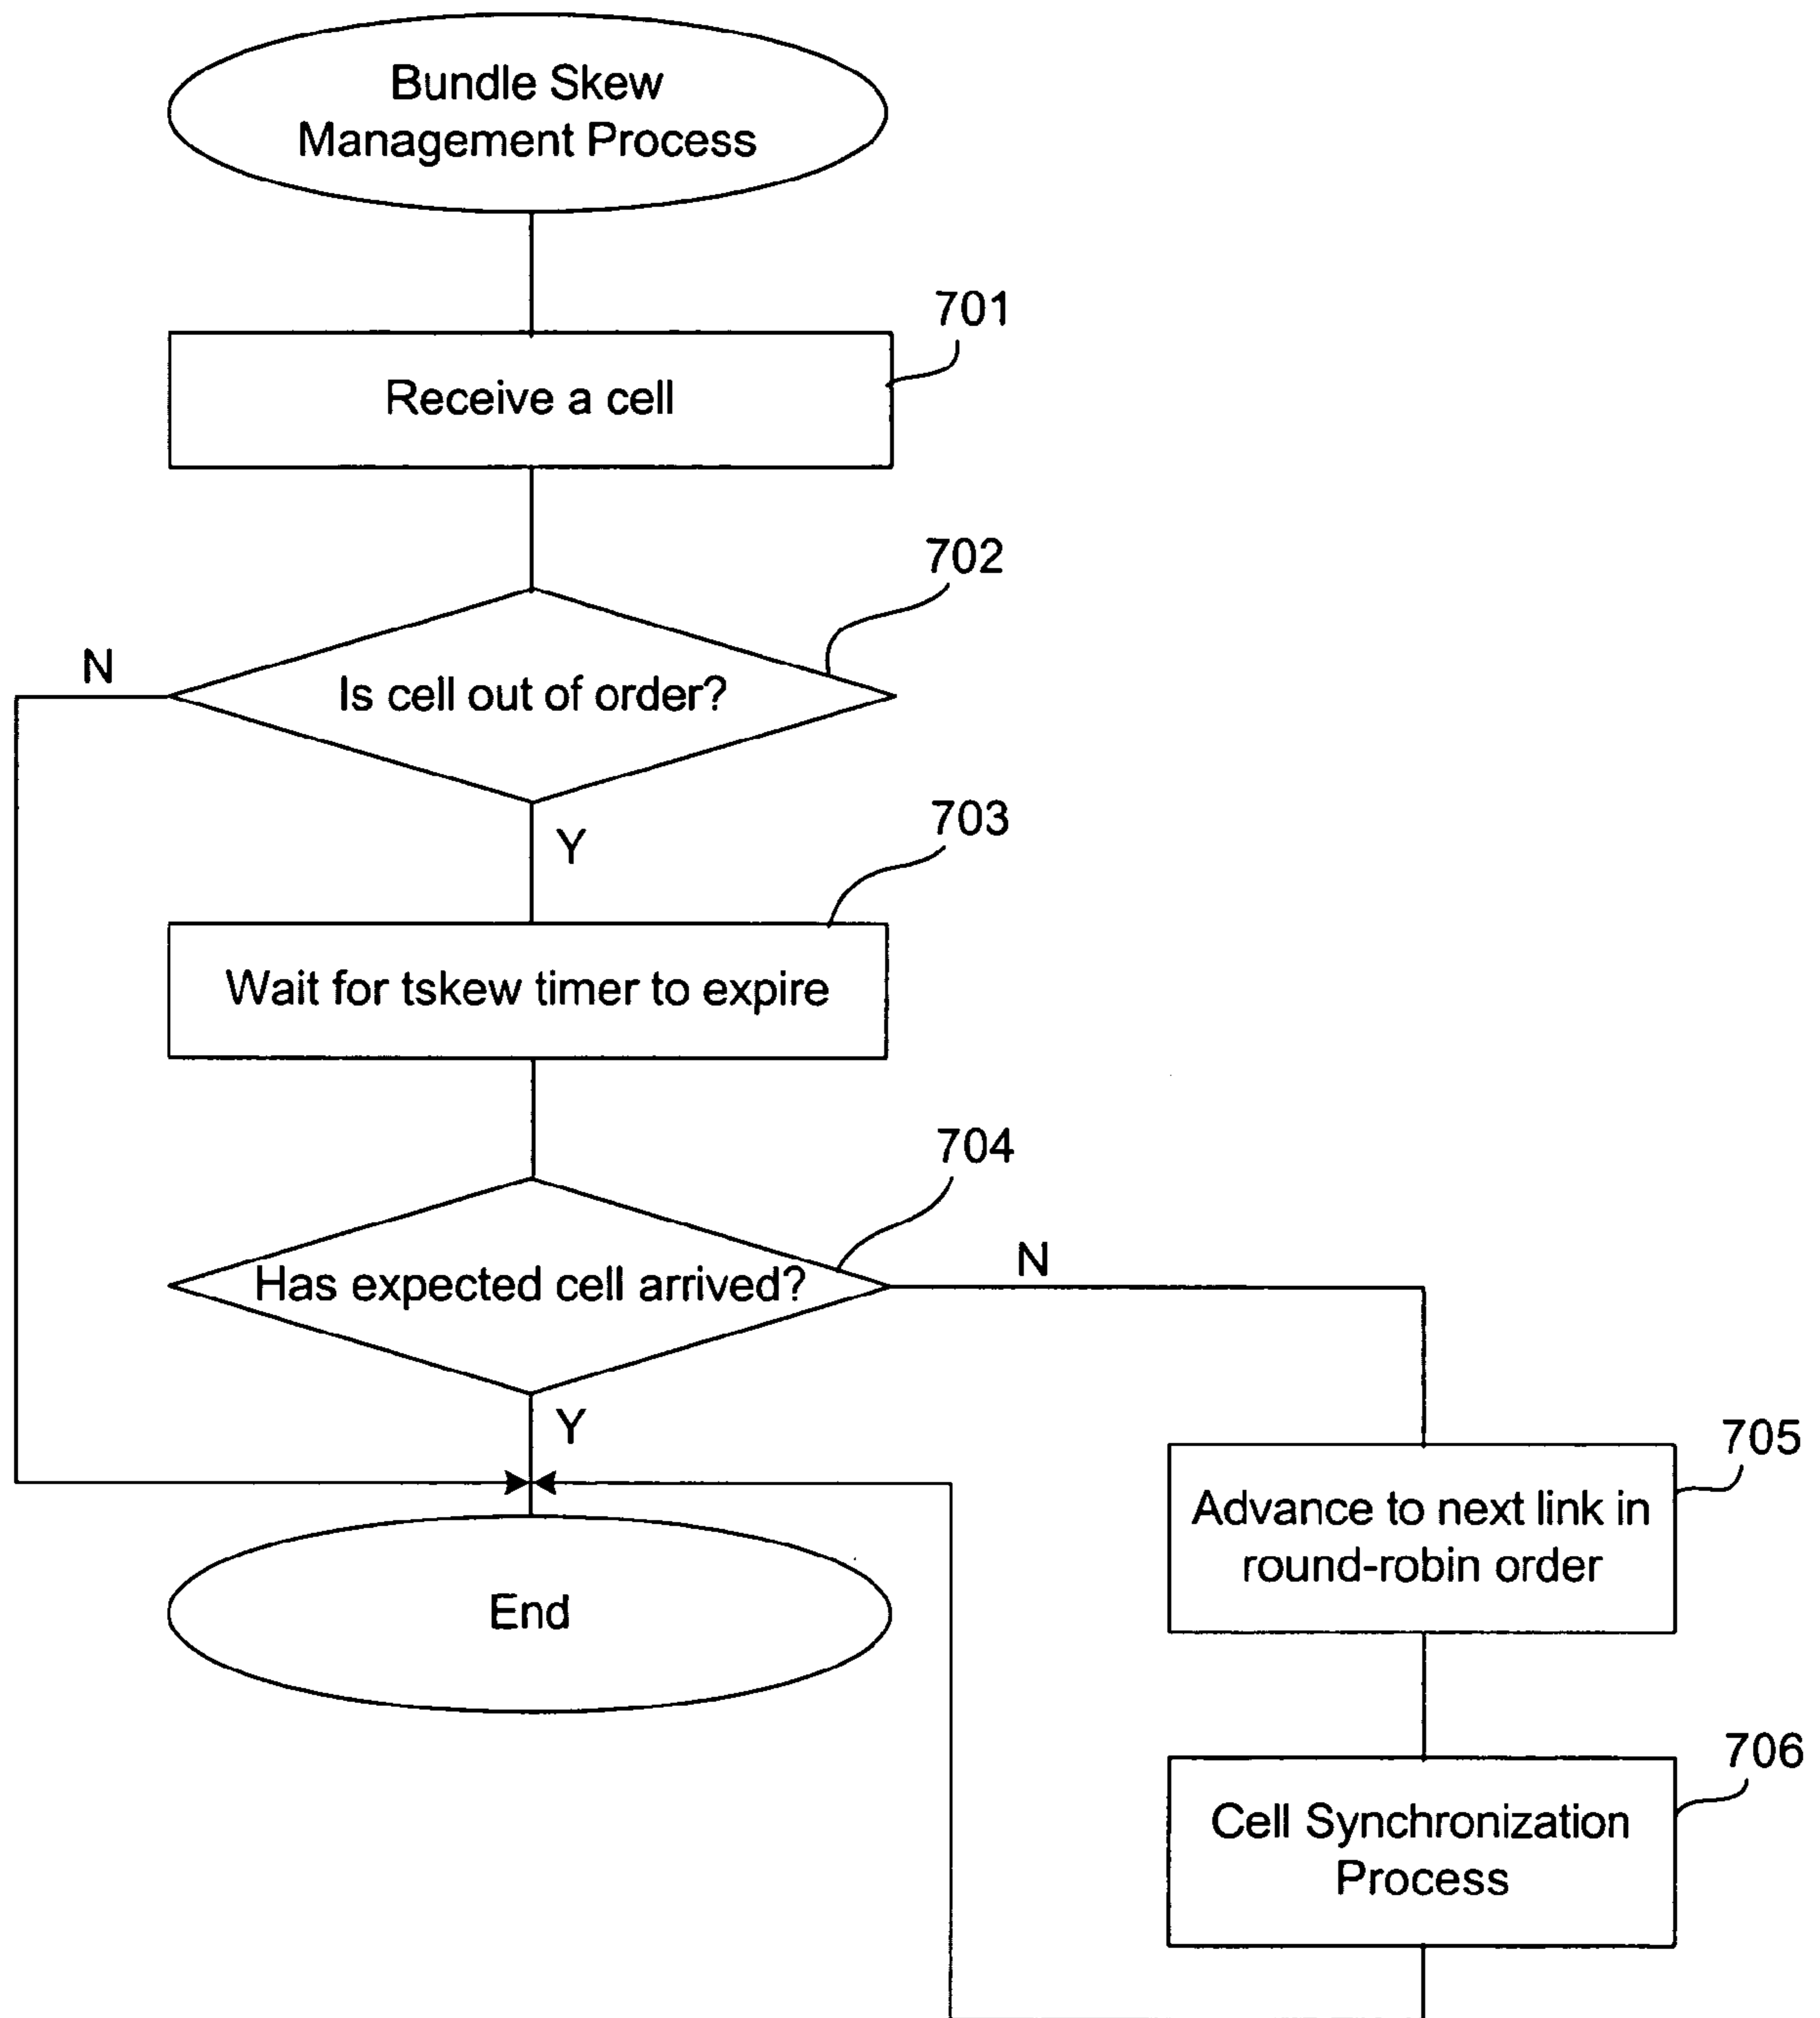 Bundle Skew
Management Process
701
Receive a cell
702
N
Is cell out of order?
Y
703
Wait for tskew timer to expire
704
Has expected cell arrived?
N
Y
705
Advance to next link in
round-robin order
End
706
Cell Synchronization
Process